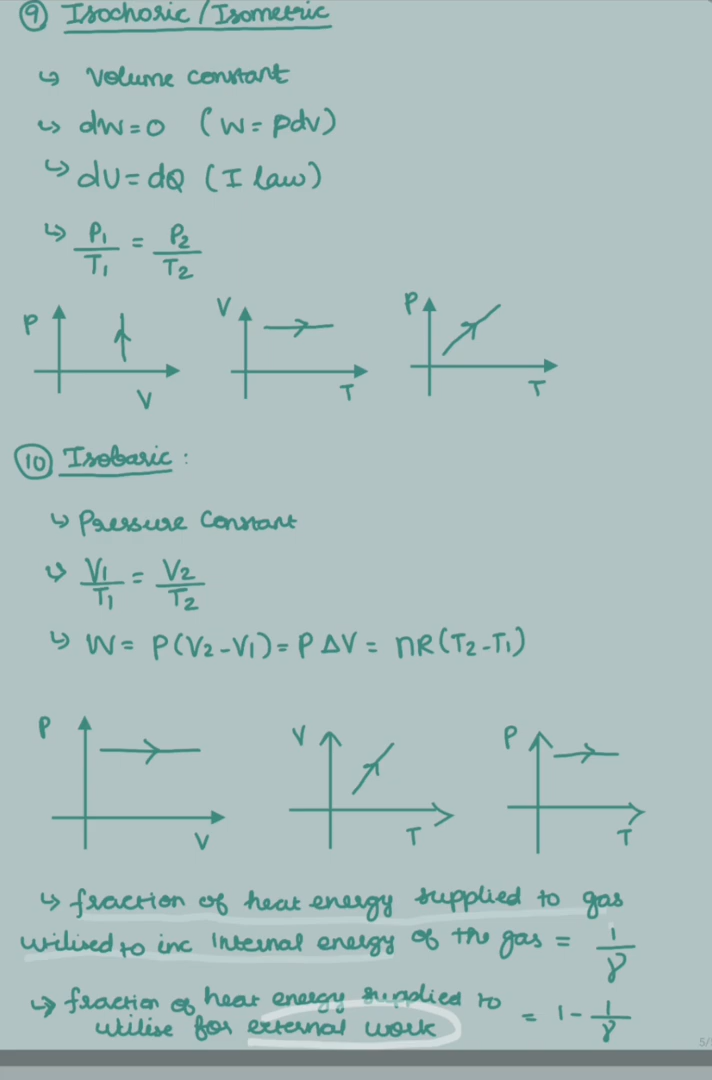 ⑨ Isochoric / Isometric
↳ Volume constant
↳ dW = 0 ( W = pdv)
↳ dU = dQ (I law)
↳ P₁/T₁ = P₂/T₂
P V V T P T
⑩ Isobaric :
↳ Pressure Constant
↳ V₁/T₁ = V₂/T₂
↳ W = P(V₂-V₁) = P ΔV = nR(T₂-T₁)
P V V T P T
↳ fraction of heat energy supplied to gas
utilised to inc Internal energy of the gas = 1/γ
↳ fraction of heat energy supplied to
utilise for external work = 1 - 1/γ